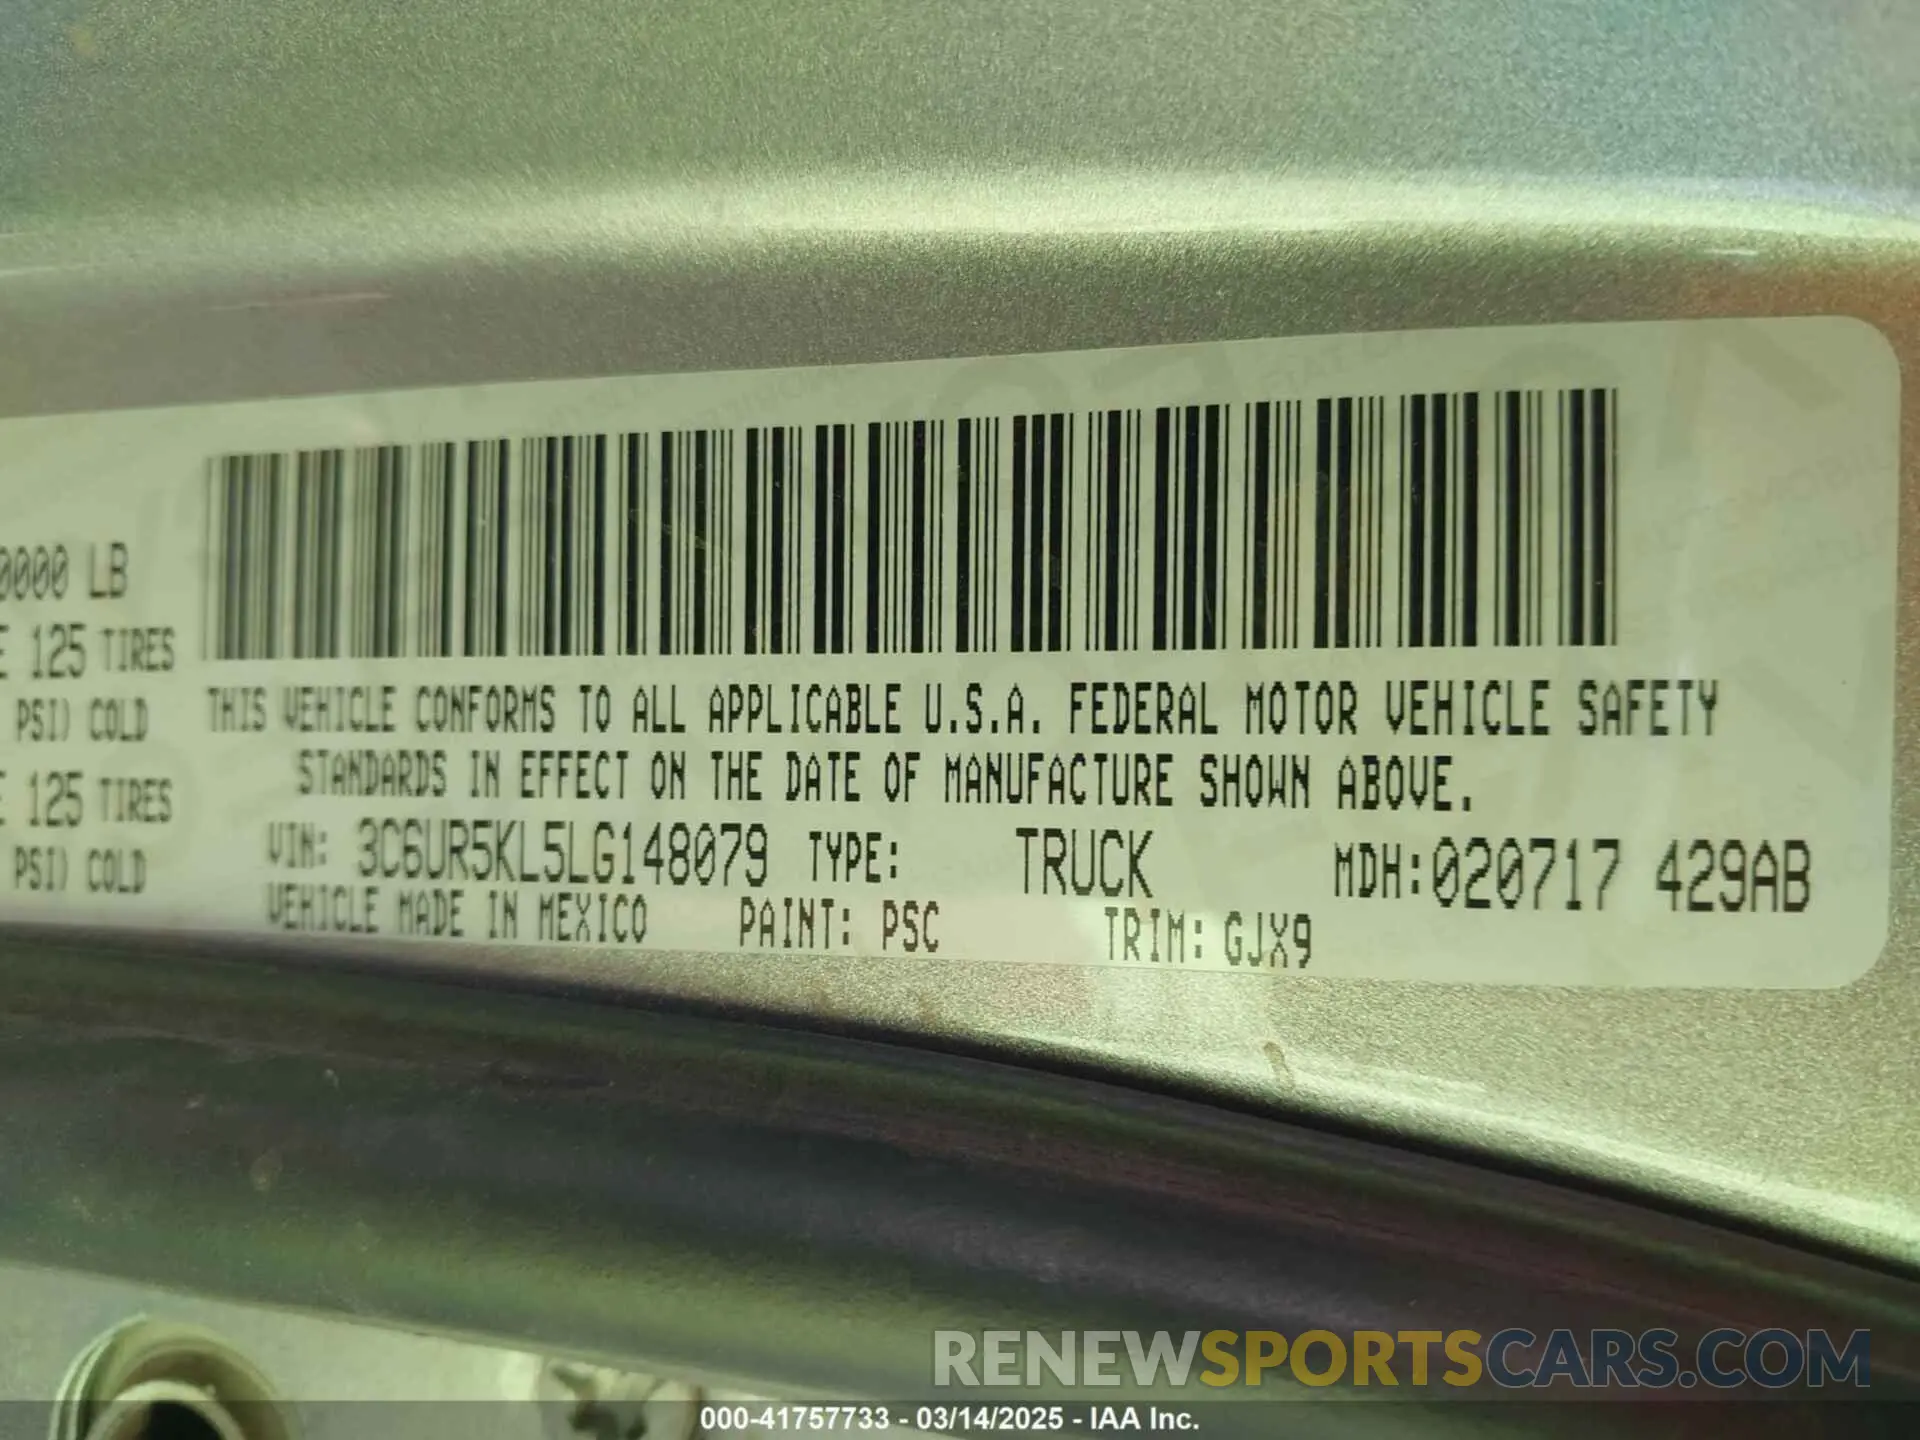 0000 LB
E 125 TIRES
PSI) COLD
E 125 TIRES
PSI) COLD
THIS VEHICLE CONFORMS TO ALL APPLICABLE U.S.A. FEDERAL MOTOR VEHICLE SAFETY
STANDARDS IN EFFECT ON THE DATE OF MANUFACTURE SHOWN ABOVE.
VIN: 3C6UR5KL5LG148079 TYPE: TRUCK MDH:020717 429AB
VEHICLE MADE IN MEXICO PAINT: PSC TRIM: GJX9
RENEWSPORTSCARS.COM
000-41757733 - 03/14/2025 - IAA Inc.